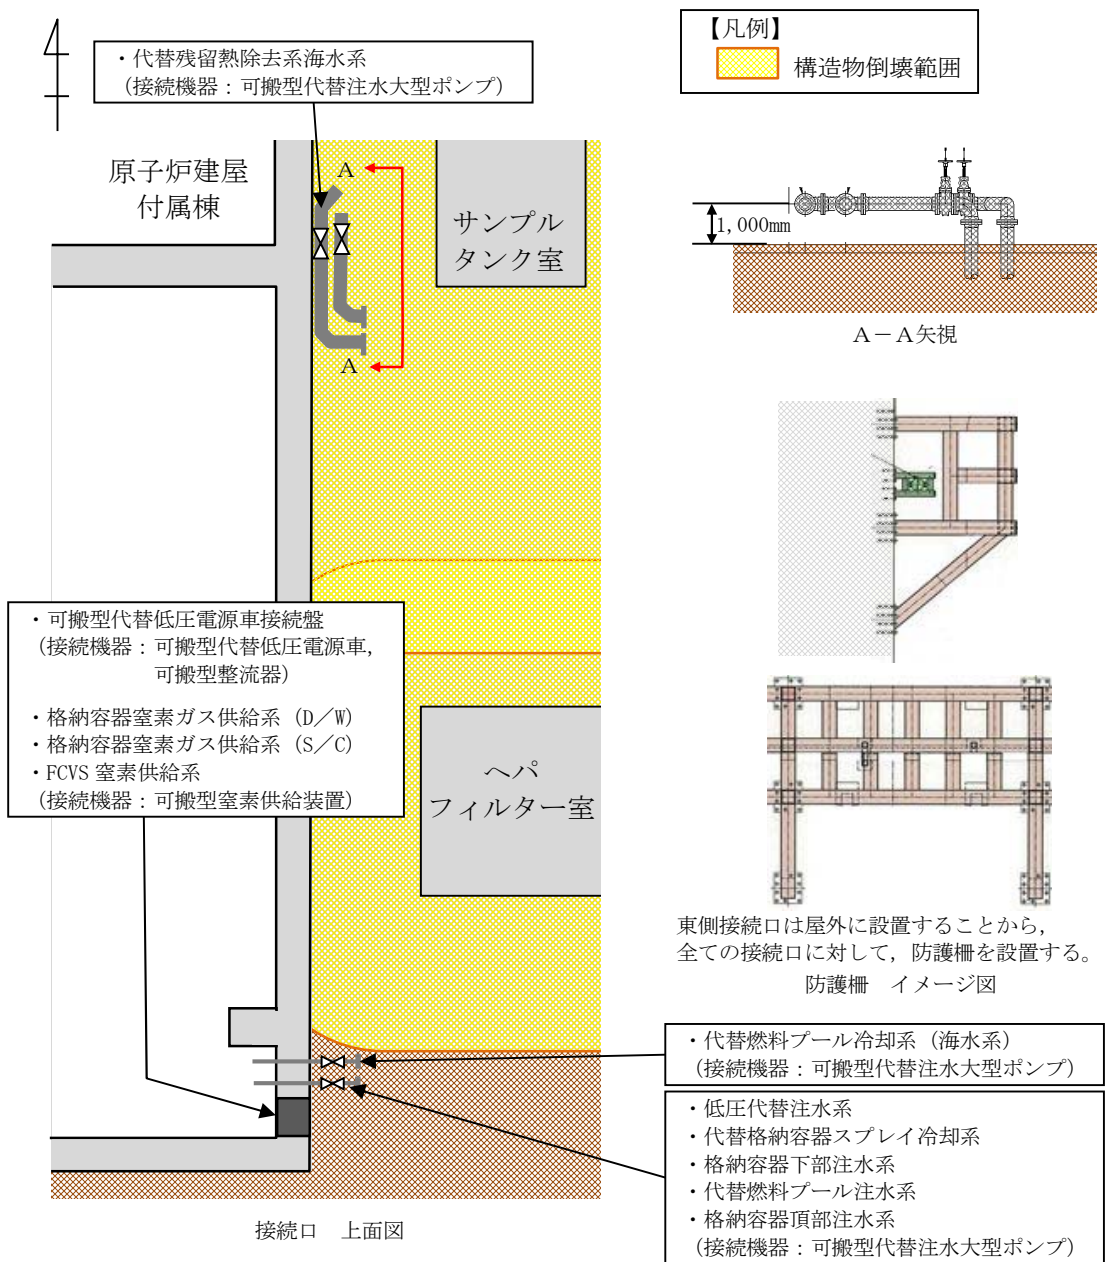 ・代替残留熱除去系海水系
(接続機器：可搬型代替注水大型ポンプ)
【凡例】
構造物倒壊範囲
原子炉建屋
付属棟
A
サンプル
タンク室
A
1,000mm
A－A矢視
・可搬型代替低圧電源車接続盤
(接続機器：可搬型代替低圧電源車，
可搬型整流器)
・格納容器窒素ガス供給系（D／W）
・格納容器窒素ガス供給系（S／C）
・FCVS 窒素供給系
(接続機器：可搬型窒素供給装置)
ヘパ
フィルター室
東側接続口は屋外に設置することから，
全ての接続口に対して，防護柵を設置する。
防護柵　イメージ図
・代替燃料プール冷却系（海水系）
(接続機器：可搬型代替注水大型ポンプ)
・低圧代替注水系
・代替格納容器スプレイ冷却系
・格納容器下部注水系
・代替燃料プール注水系
・格納容器頂部注水系
(接続機器：可搬型代替注水大型ポンプ)
接続口　上面図